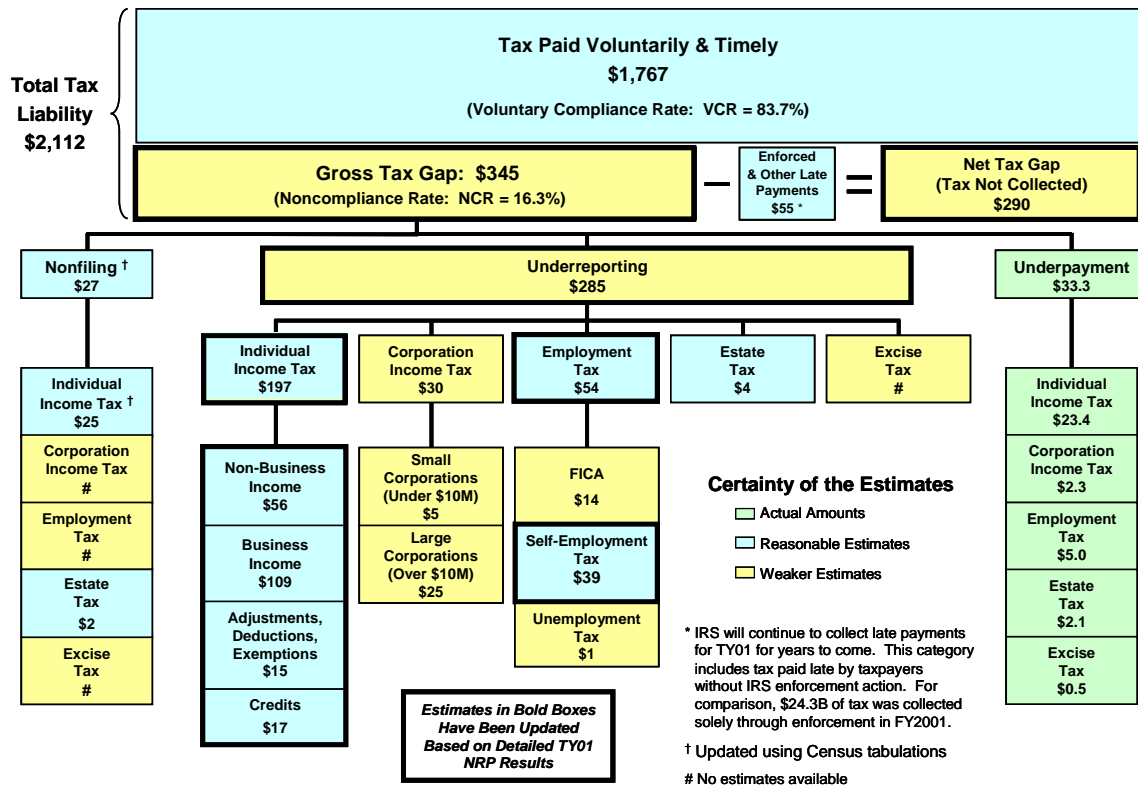 Total Tax
Liability
$2,112
Tax Paid Voluntarily & Timely
$1,767
(Voluntary Compliance Rate: VCR = 83.7%)
Gross Tax Gap: $345
(Noncompliance Rate: NCR = 16.3%)
Enforced
& Other Late
Payments
$55 *
Net Tax Gap
(Tax Not Collected)
$290
Nonfiling †
$27
Underreporting
$285
Underpayment
$33.3
Individual
Income Tax
$197
Corporation
Income Tax
$30
Employment
Tax
$54
Estate
Tax
$4
Excise
Tax
#
Individual
Income Tax †
$25
Corporation
Income Tax
#
Employment
Tax
#
Estate
Tax
$2
Excise
Tax
#
Non-Business
Income
$56
Business
Income
$109
Adjustments,
Deductions,
Exemptions
$15
Credits
$17
Small
Corporations
(Under $10M)
$5
Large
Corporations
(Over $10M)
$25
FICA
$14
Self-Employment
Tax
$39
Unemployment
Tax
$1
Individual
Income Tax
$23.4
Corporation
Income Tax
$2.3
Employment
Tax
$5.0
Estate
Tax
$2.1
Excise
Tax
$0.5
Certainty of the Estimates
Actual Amounts
Reasonable Estimates
Weaker Estimates
Estimates in Bold Boxes
Have Been Updated
Based on Detailed TY01
NRP Results
* IRS will continue to collect late payments
for TY01 for years to come. This category
includes tax paid late by taxpayers
without IRS enforcement action. For
comparison, $24.3B of tax was collected
solely through enforcement in FY2001.
† Updated using Census tabulations
# No estimates available